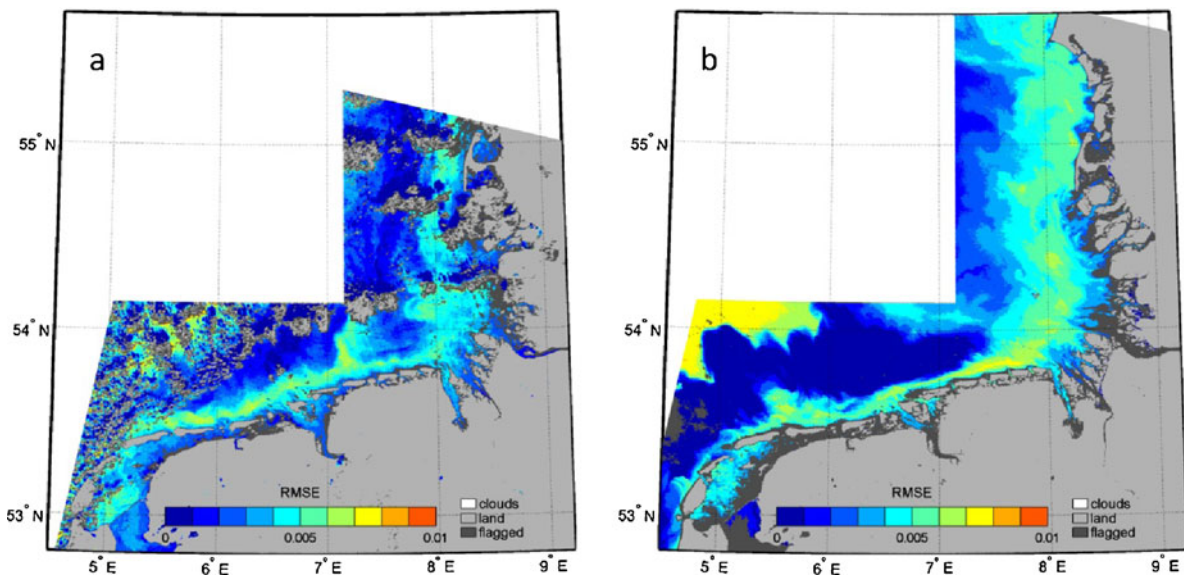 a
55° N
54° N
53° N
RMSE
0
0.005
0.01
clouds
land
flagged
5° E
6° E
7° E
8° E
9° E
b
55° N
54° N
53° N
RMSE
0
0.005
0.01
clouds
land
flagged
5° E
6° E
7° E
8° E
9° E